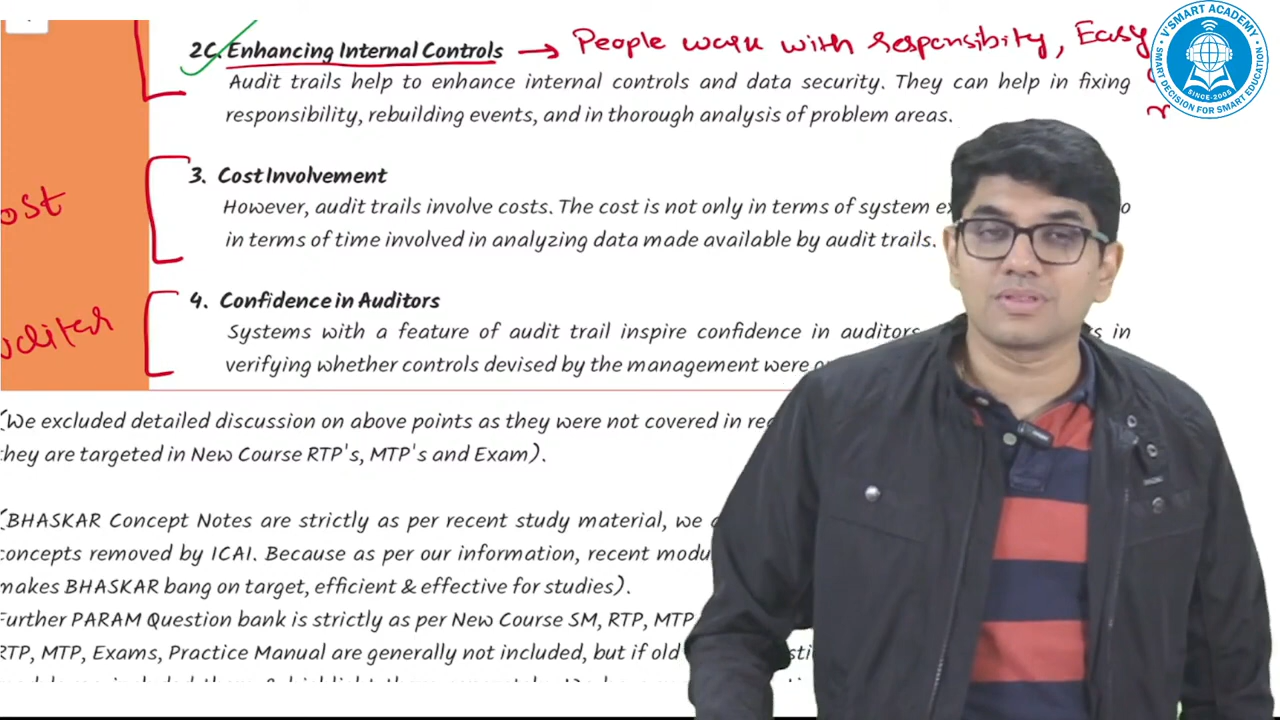 2C. Enhancing Internal Controls → People work with responsibity, Easy
Audit trails help to enhance internal controls and data security. They can help in fixing
responsibility, rebuilding events, and in thorough analysis of problem areas.
3. Cost Involvement
However, audit trails involve costs. The cost is not only in terms of system
in terms of time involved in analyzing data made available by audit trails.
4. Confidence in Auditors
Systems with a feature of audit trail inspire confidence in auditors in
verifying whether controls devised by the management were
(We excluded detailed discussion on above points as they were not covered in
they are targeted in New Course RTP's, MTP's and Exam).
(BHASKAR Concept Notes are strictly as per recent study material, we
concepts removed by ICAI. Because as per our information, recent
makes BHASKAR bang on target, efficient & effective for studies).
Further PARAM Question bank is strictly as per New Course SM, RTP, MTP
RTP, MTP, Exams, Practice Manual are generally not included, but if old
V'SMART ACADEMY
SMART DECISION FOR SMART EDUCATION
SINCE-2005